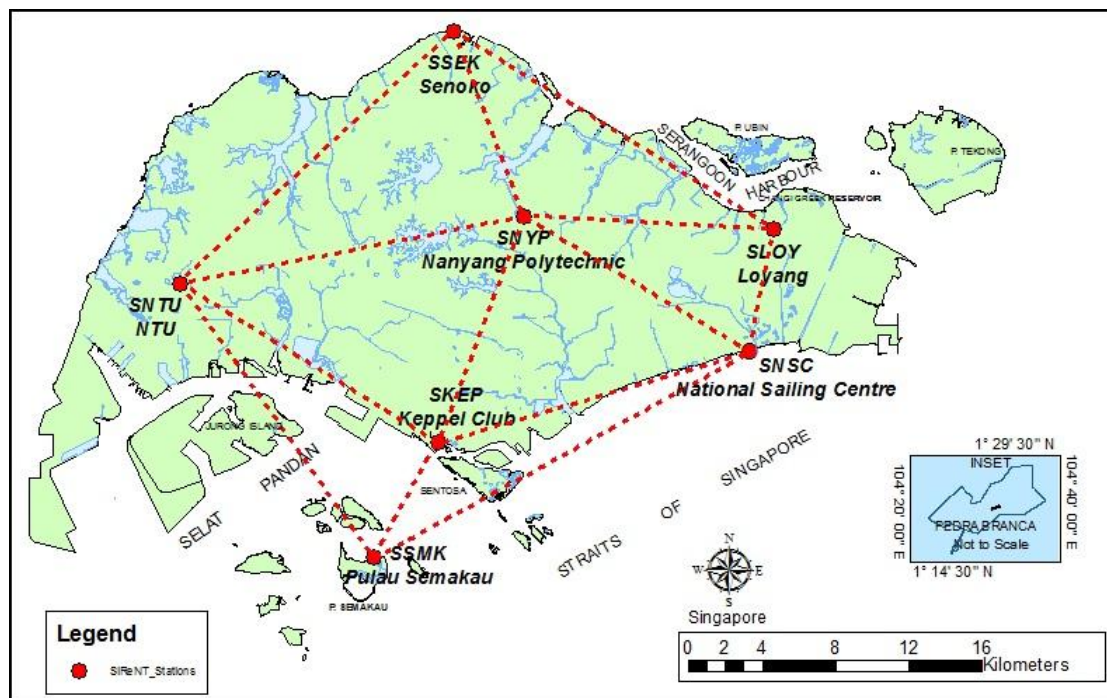 SSEK
Senoko
P. UBIN
SERANGOON
HARBOUR
P. TEKONG
CHANGI CREEK RESERVOIR
SNYP
Nanyang Polytechnic
SLOY
Loyang
SNTU
NTU
SNSC
National Sailing Centre
SKEP
Keppel Club
JURONG ISLAND
SELAT PANDAN
SENTOSA
STRAITS OF SINGAPORE
SSMK
Pulau Semakau
P. SEMAKAU
1° 29' 30" N
INSET
104° 20' 00" E
104° 40' 00" E
PEDRA BRANCA
Not to Scale
1° 14' 30" N
N
W E
S
Singapore
0 2 4 8 12 16
Kilometers
Legend
SiReNT_Stations